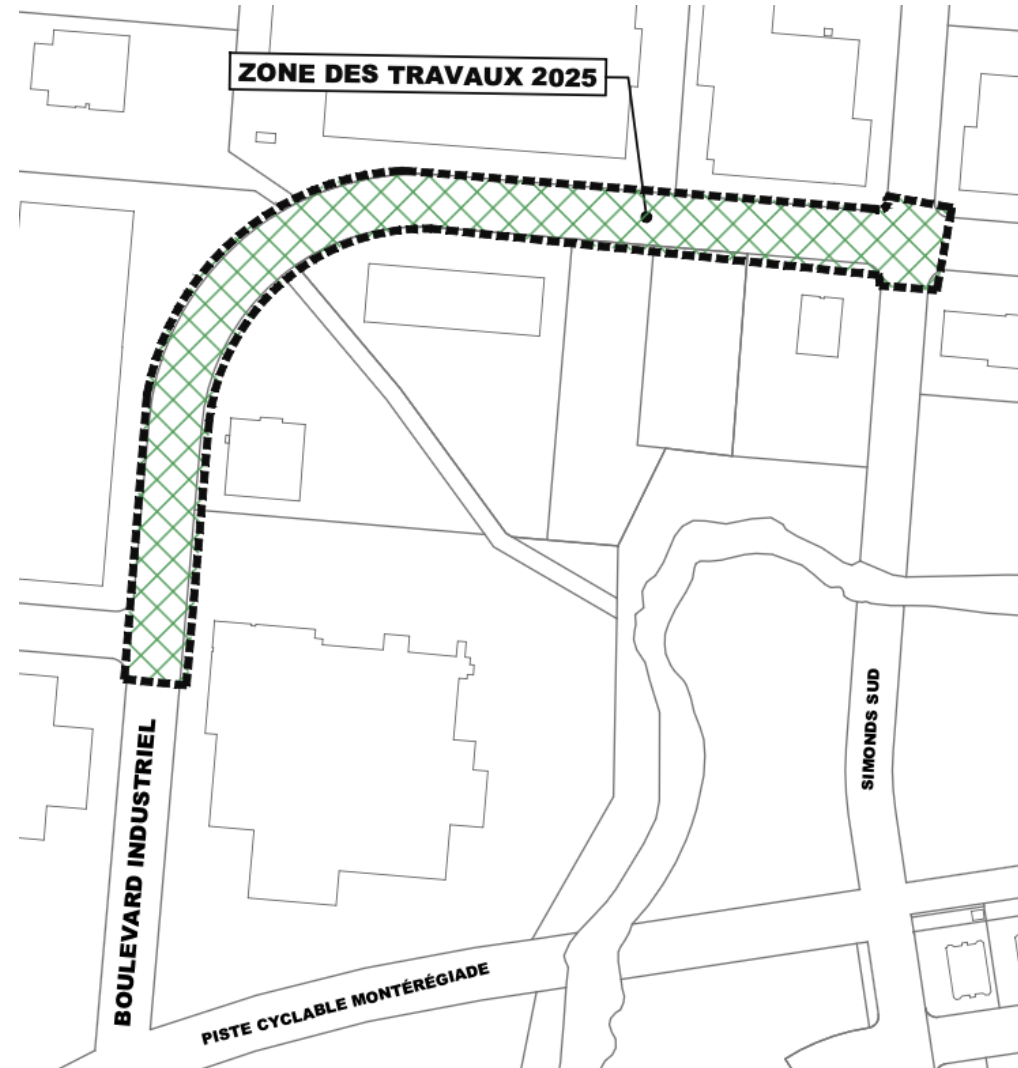 ZONE DES TRAVAUX 2025
SIMONDS SUD
BOULEVARD INDUSTRIEL
PISTE CYCLABLE MONTÉRÉGIADE